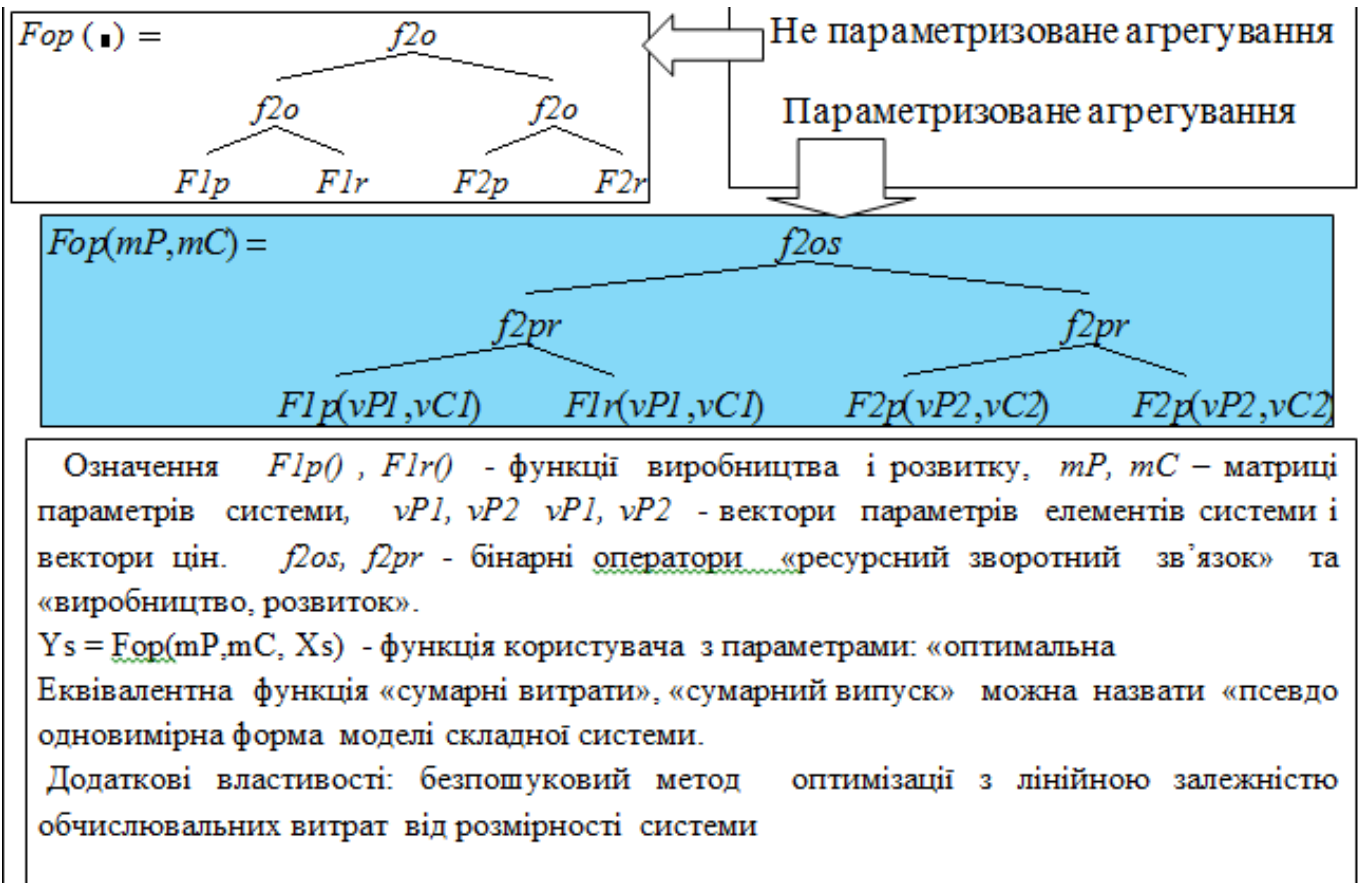 Fop (▪) = f2o
Не параметризоване агрегування
f2o f2o
Параметризоване агрегування
F1p F1r F2p F2r
Fop(mP,mC) = f2os
f2pr f2pr
F1p(vP1,vC1) F1r(vP1,vC1) F2p(vP2,vC2) F2p(vP2,vC2)
Означення F1p() , F1r() - функції виробництва і розвитку, mP, mC – матриці
параметрів системи, vP1, vP2 vP1, vP2 - вектори параметрів елементів системи і
вектори цін. f2os, f2pr - бінарні оператори «ресурсний зворотний зв’язок» та
«виробництво, розвиток».
Ys = Fop(mP,mC, Xs) - функція користувача з параметрами: «оптимальна
Еквівалентна функція «сумарні витрати», «сумарний випуск» можна назвати «псевдо
одновимірна форма моделі складної системи.
Додаткові властивості: безпошуковий метод оптимізації з лінійною залежністю
обчислювальних витрат від розмірності системи